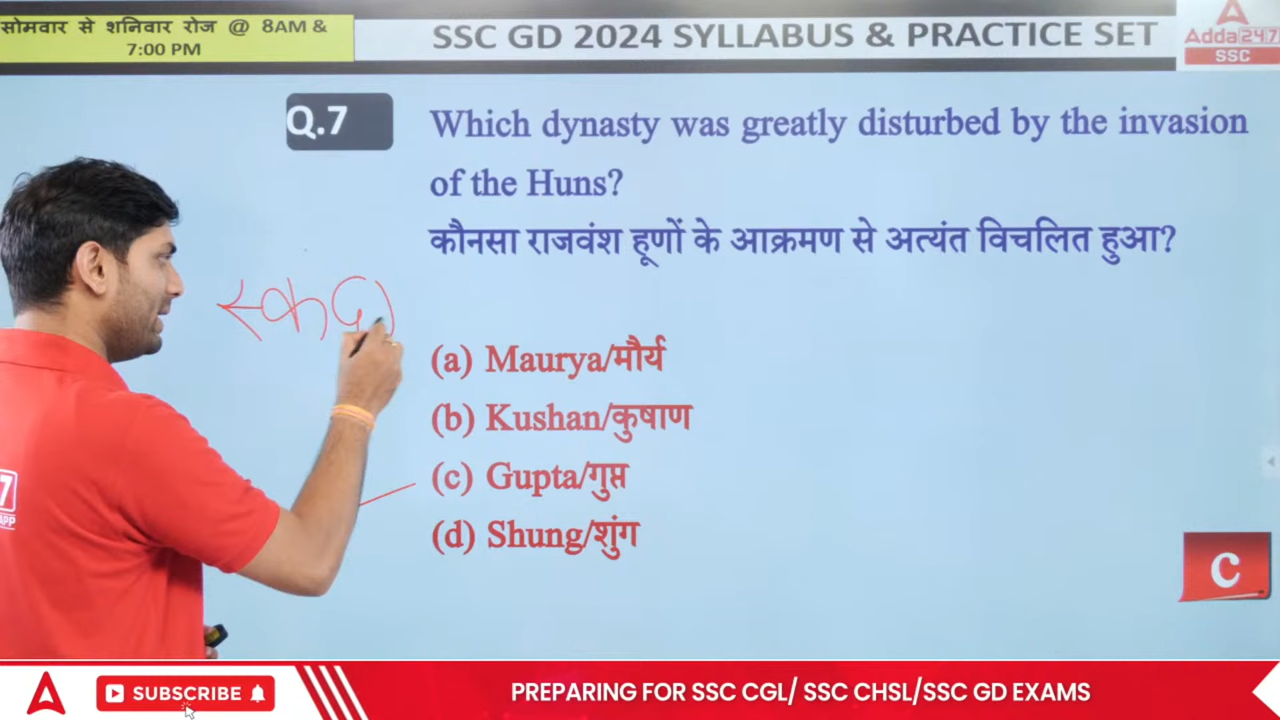 सोमवार से शनिवार रोज @ 8AM &
7:00 PM
SSC GD 2024 SYLLABUS & PRACTICE SET
Adda247
SSC
Q.7
Which dynasty was greatly disturbed by the invasion
of the Huns?
कौनसा राजवंश हूणों के आक्रमण से अत्यंत विचलित हुआ?
(a) Maurya/मौर्य
(b) Kushan/कुषाण
(c) Gupta/गुप्त
(d) Shung/शुंग
C
7
APP
SUBSCRIBE
PREPARING FOR SSC CGL/ SSC CHSL/SSC GD EXAMS